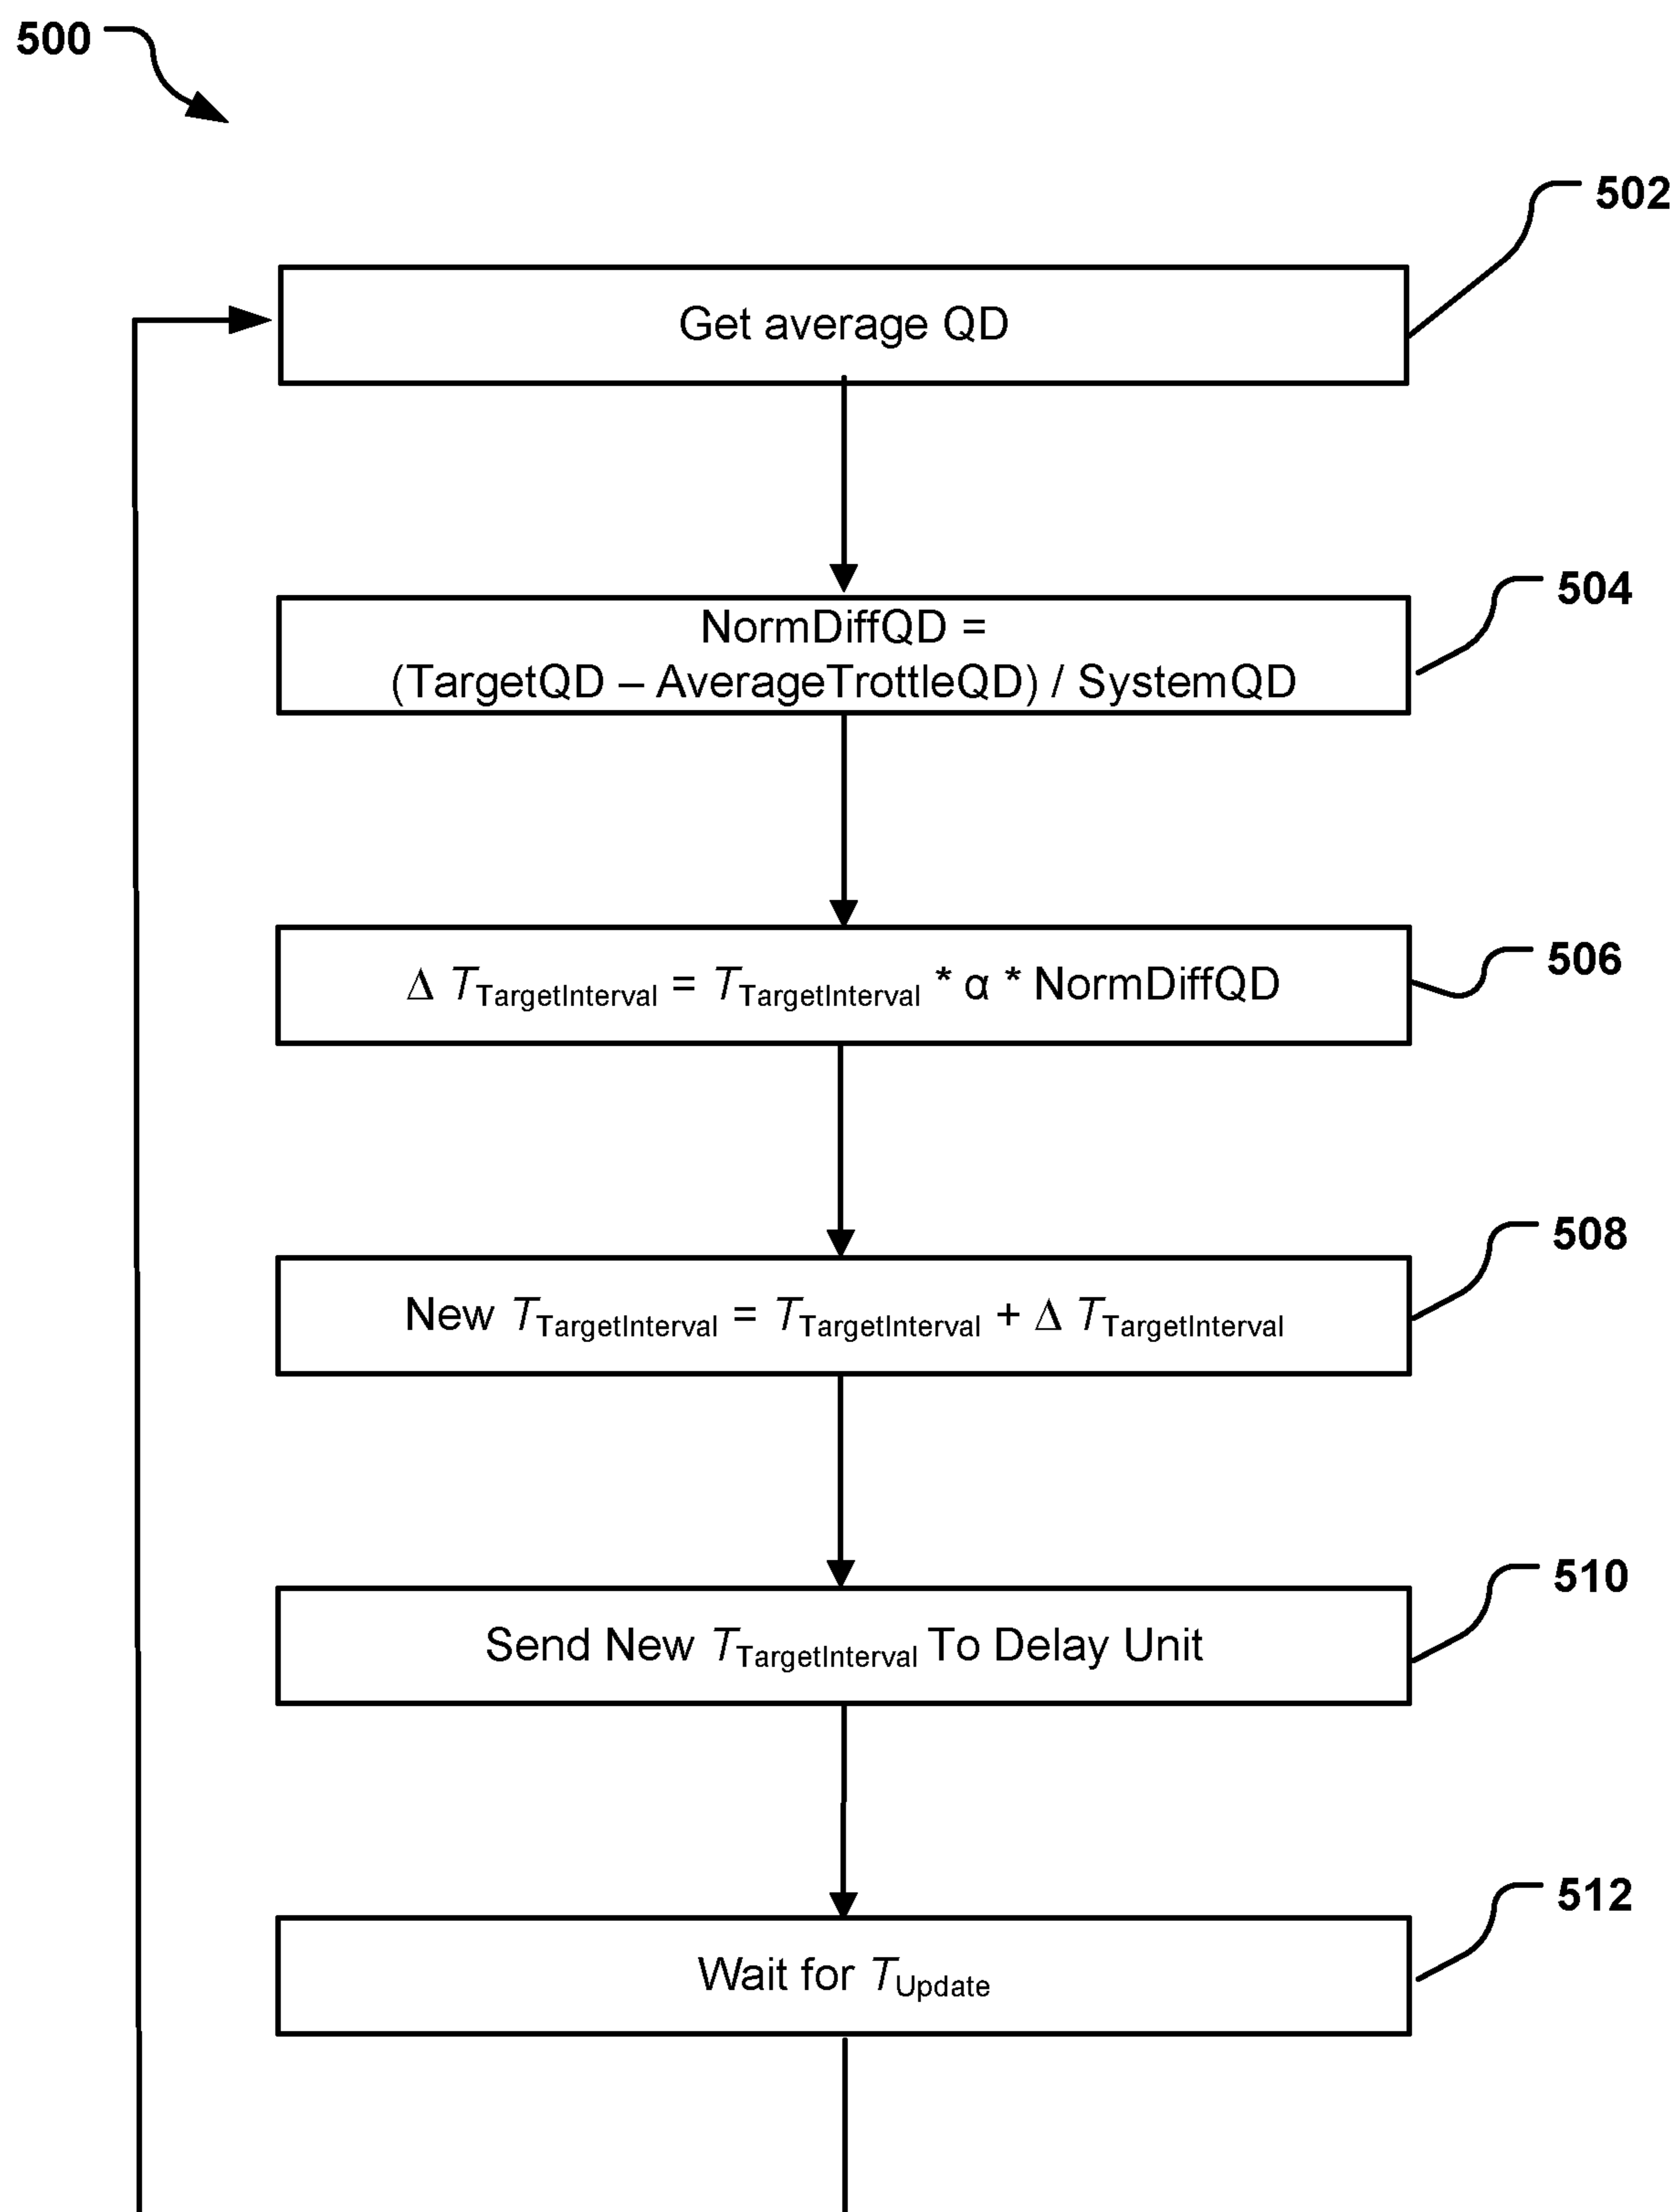 500
502
Get average QD
504
NormDiffQD =
(TargetQD – AverageTrottleQD) / SystemQD
506
Δ TTargetInterval = TTargetInterval * α * NormDiffQD
508
New TTargetInterval = TTargetInterval + Δ TTargetInterval
510
Send New TTargetInterval To Delay Unit
512
Wait for TUpdate